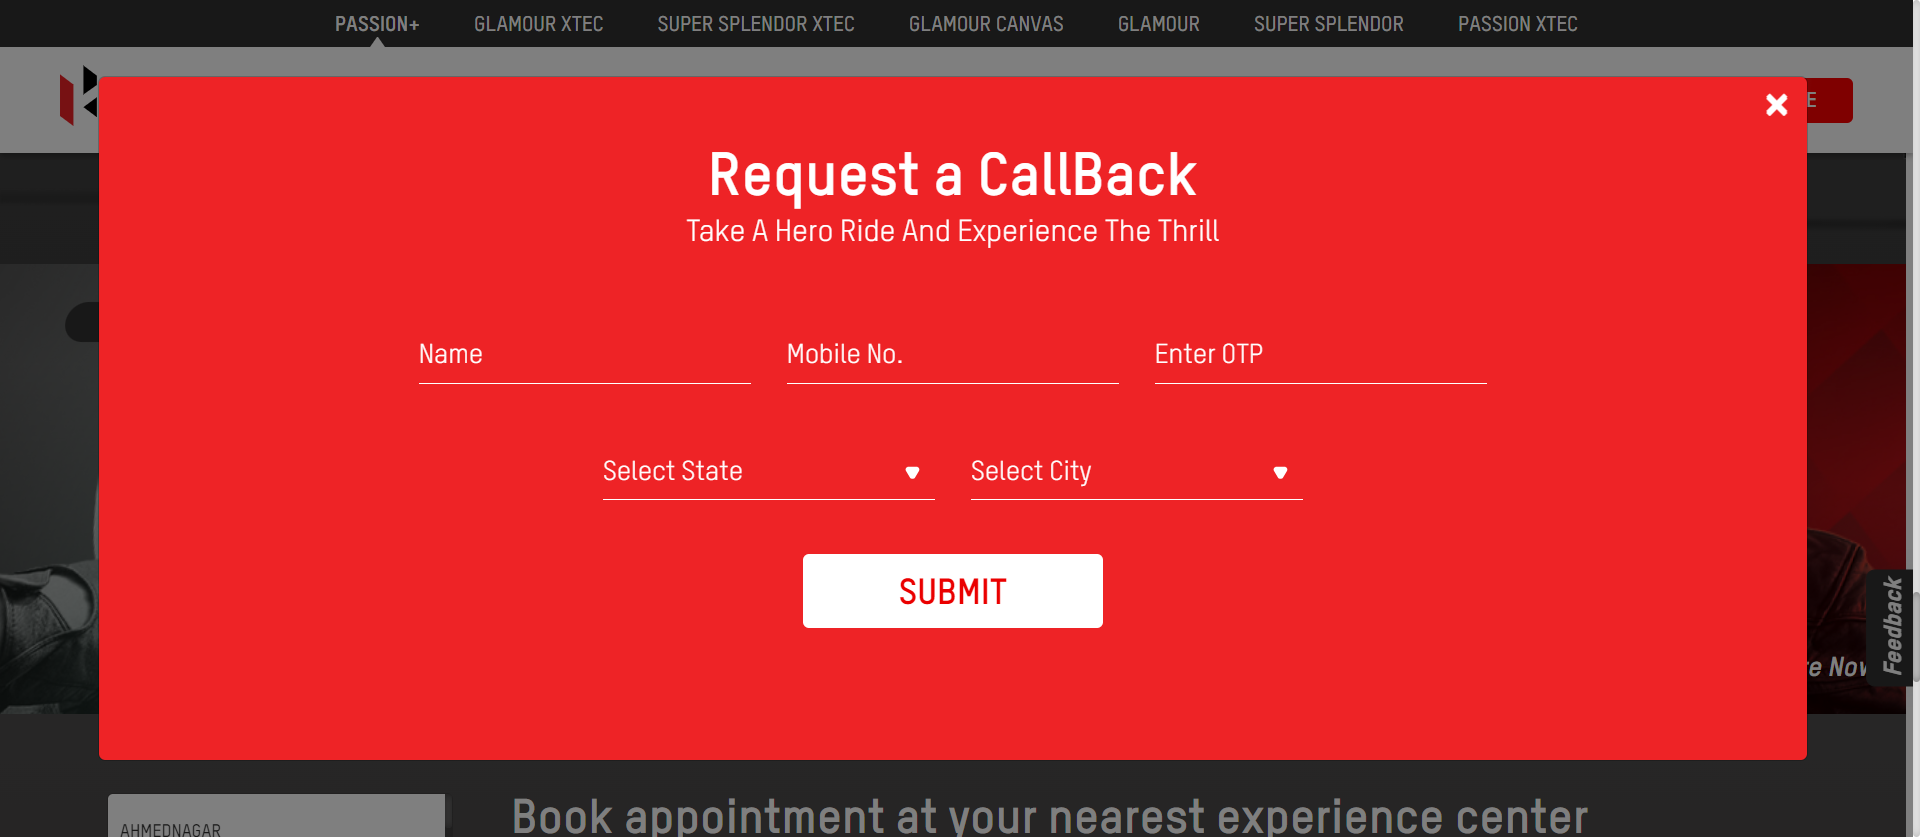 PASSION+ GLAMOUR XTEC SUPER SPLENDOR XTEC GLAMOUR CANVAS GLAMOUR SUPER SPLENDOR PASSION XTEC
Request a CallBack
Take A Hero Ride And Experience The Thrill
Name Mobile No. Enter OTP
Select State Select City
SUBMIT
Feedback
Book appointment at your nearest experience center
AHMEDNAGAR